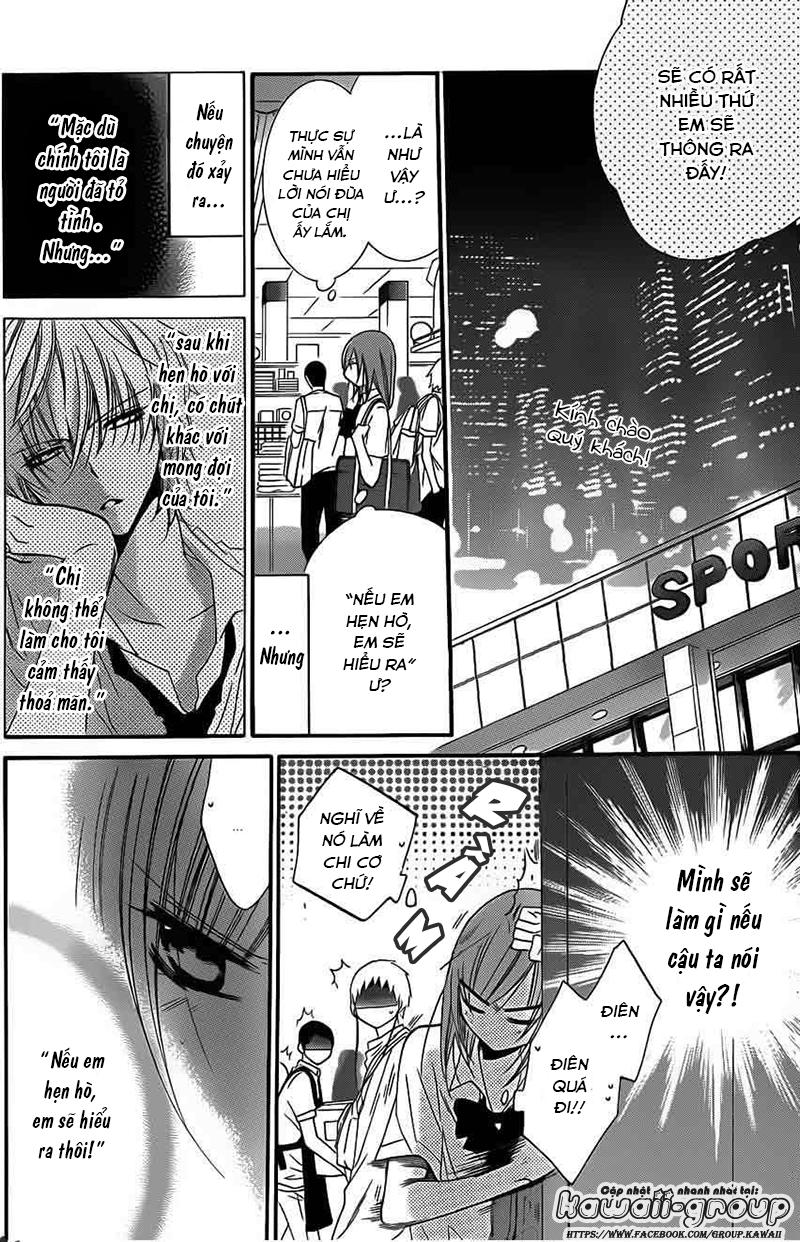 SẼ CÓ RẤT
NHIỀU THỨ
EM SẼ
THÔNG RA
ĐẤY!
Kính chào
Quý khách!
SPOR
...LÀ
NHƯ
VẬY
Ư...?
THỰC SỰ
MÌNH VẪN
CHƯA HIỂU
LỜI NÓI ĐÙA
CỦA CHỊ
ẤY LẮM.
"NẾU EM
HẸN HÒ,
EM SẼ
HIỂU RA"
Ư?
...
Nhưng
Nếu
chuyện
đó xảy
ra...
"Mặc dù
chính tôi là
người đã tỏ
tình.
Nhưng..."
"sau khi
hẹn hò với
chị, có chút
khác với
mong đợi
của tôi."
"Chị
không thể
làm cho tôi
cảm tháy
thoả mãn."
Mình sẽ
làm gì nếu
cậu ta nói
vậy?!
NGHĨ VỀ
NÓ LÀM
CHI CƠ
CHỨ!
ĐIÊN
...
ĐIÊN
QUÁ
ĐI!!
...
"Nếu em
hẹn hò,
em sẽ hiểu
ra thôi!"
Cập nhật nhanh nhất tại:
kawaii-group
HTTPS://WWW.FACEBOOK.COM/GROUP.KAWAII